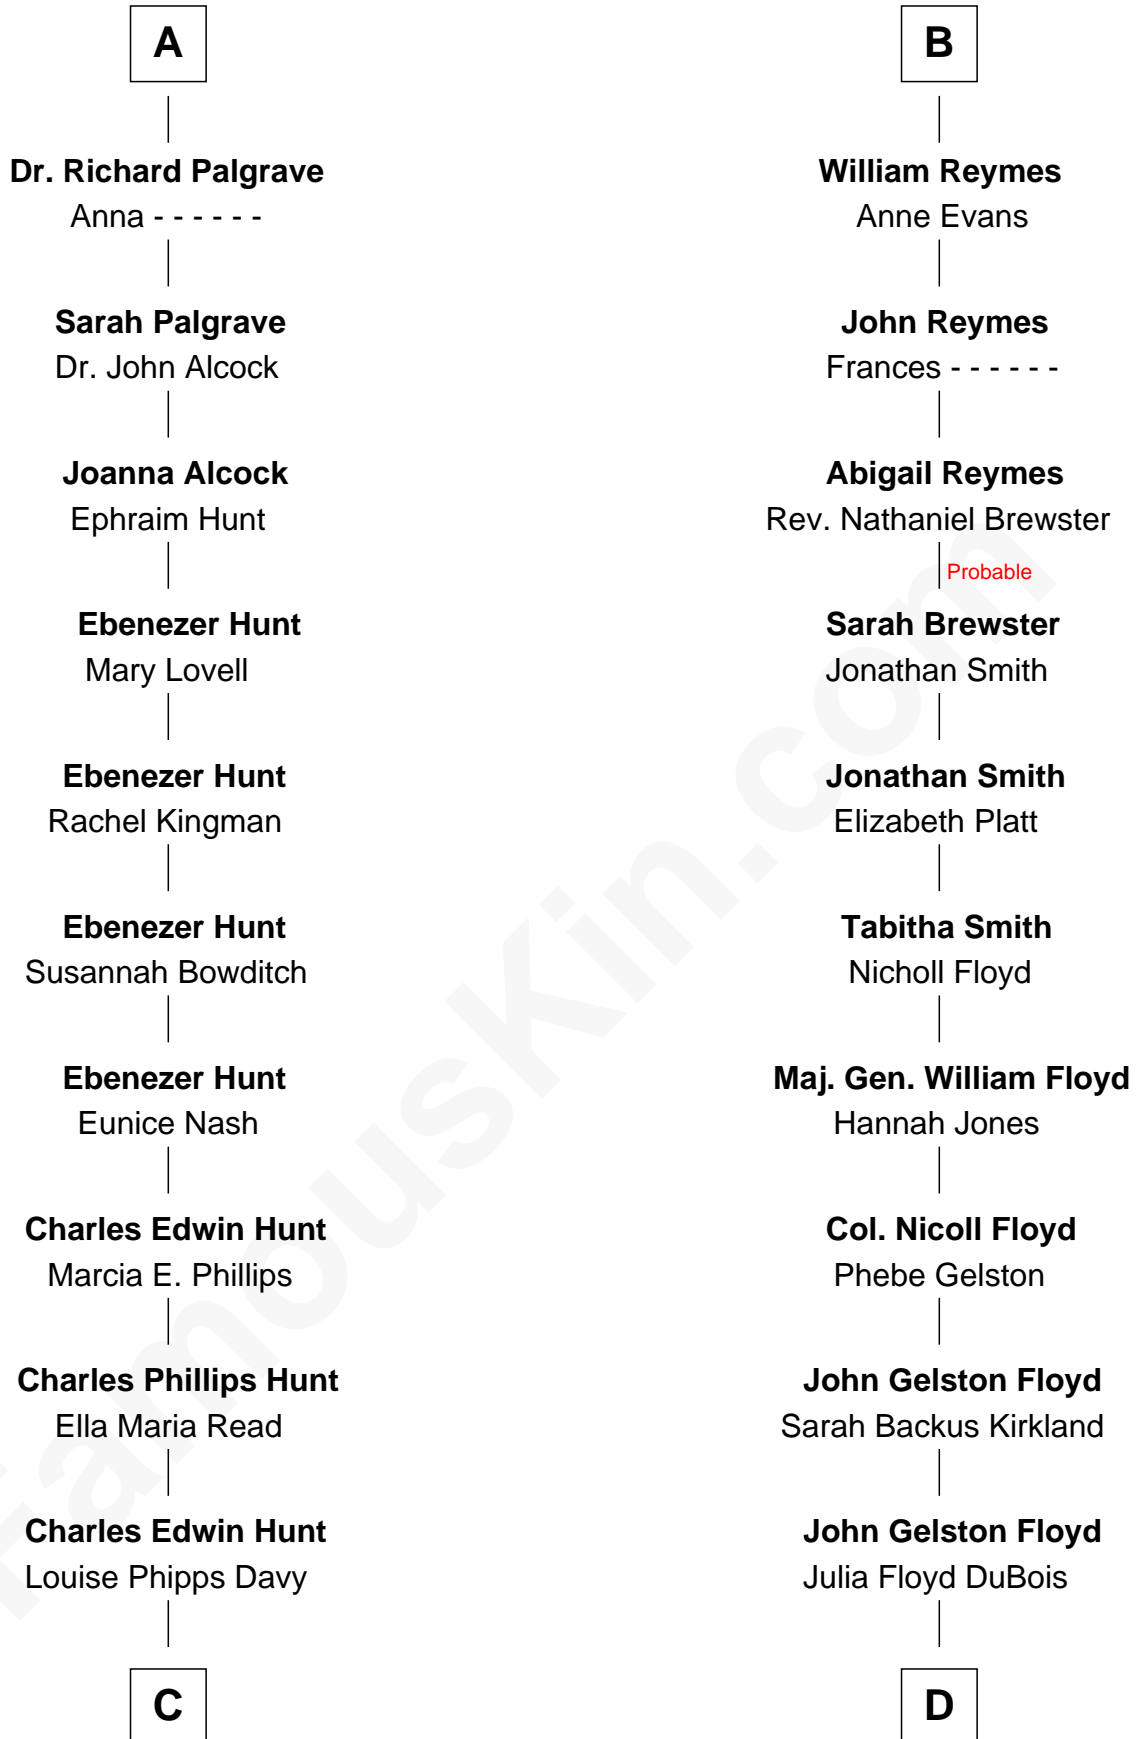 A
Dr. Richard Palgrave
Anna - - - - - -
Sarah Palgrave
Dr. John Alcock
Joanna Alcock
Ephraim Hunt
Ebenezer Hunt
Mary Lovell
Ebenezer Hunt
Rachel Kingman
Ebenezer Hunt
Susannah Bowditch
Ebenezer Hunt
Eunice Nash
Charles Edwin Hunt
Marcia E. Phillips
Charles Phillips Hunt
Ella Maria Read
Charles Edwin Hunt
Louise Phipps Davy
C
B
William Reymes
Anne Evans
John Reymes
Frances - - - - - -
Abigail Reymes
Rev. Nathaniel Brewster
Probable
Sarah Brewster
Jonathan Smith
Jonathan Smith
Elizabeth Platt
Tabitha Smith
Nicholl Floyd
Maj. Gen. William Floyd
Hannah Jones
Col. Nicoll Floyd
Phebe Gelston
John Gelston Floyd
Sarah Backus Kirkland
John Gelston Floyd
Julia Floyd DuBois
D
FamousKin.com